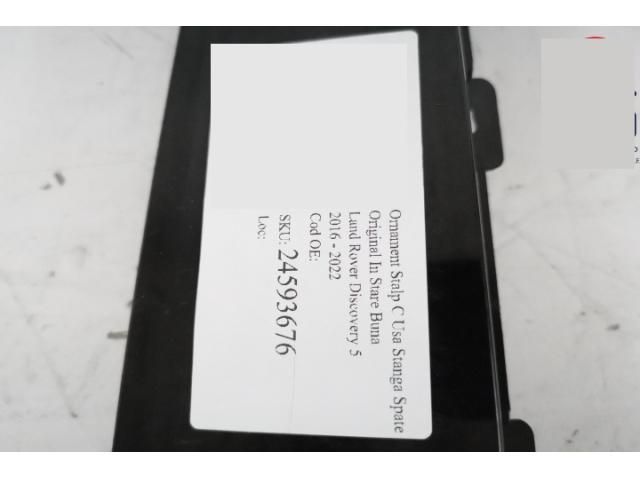 Ornament Stalp C Usa Stanga Spate
Original In Stare Buna
Land Rover Discovery 5
2016 - 2022
Cod OE:
SKU: 24593676
Loc: